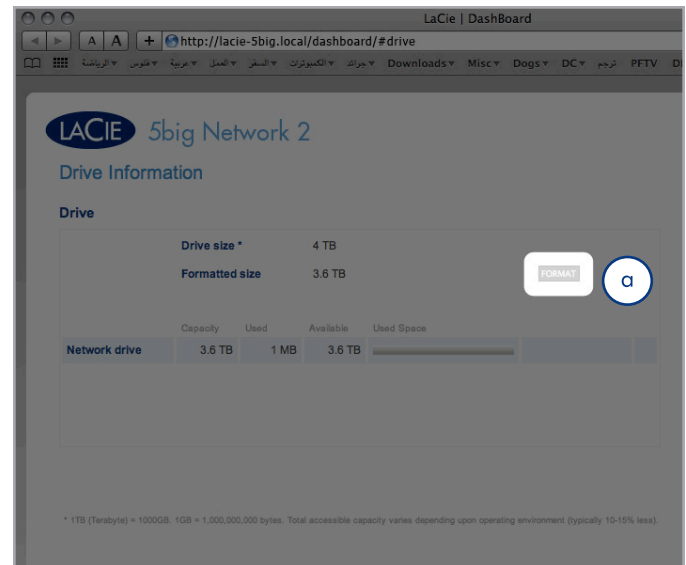 LaCie | DashBoard
A A + http://lacie-5big.local/dashboard/#drive
الرياضة فلوس عربية العمل السفر الكمبيوترات جرائد Downloads Misc Dogs DC ترجم PFTV
LACIE 5big Network 2
Drive Information
Drive
Drive size * 4 TB
Formatted size 3.6 TB FORMAT a
Capacity Used Available Used Space
Network drive 3.6 TB 1 MB 3.6 TB
* 1TB (Terabyte) = 1000GB. 1GB = 1,000,000,000 bytes. Total accessible capacity varies depending upon operating environment (typically 10-15% less).